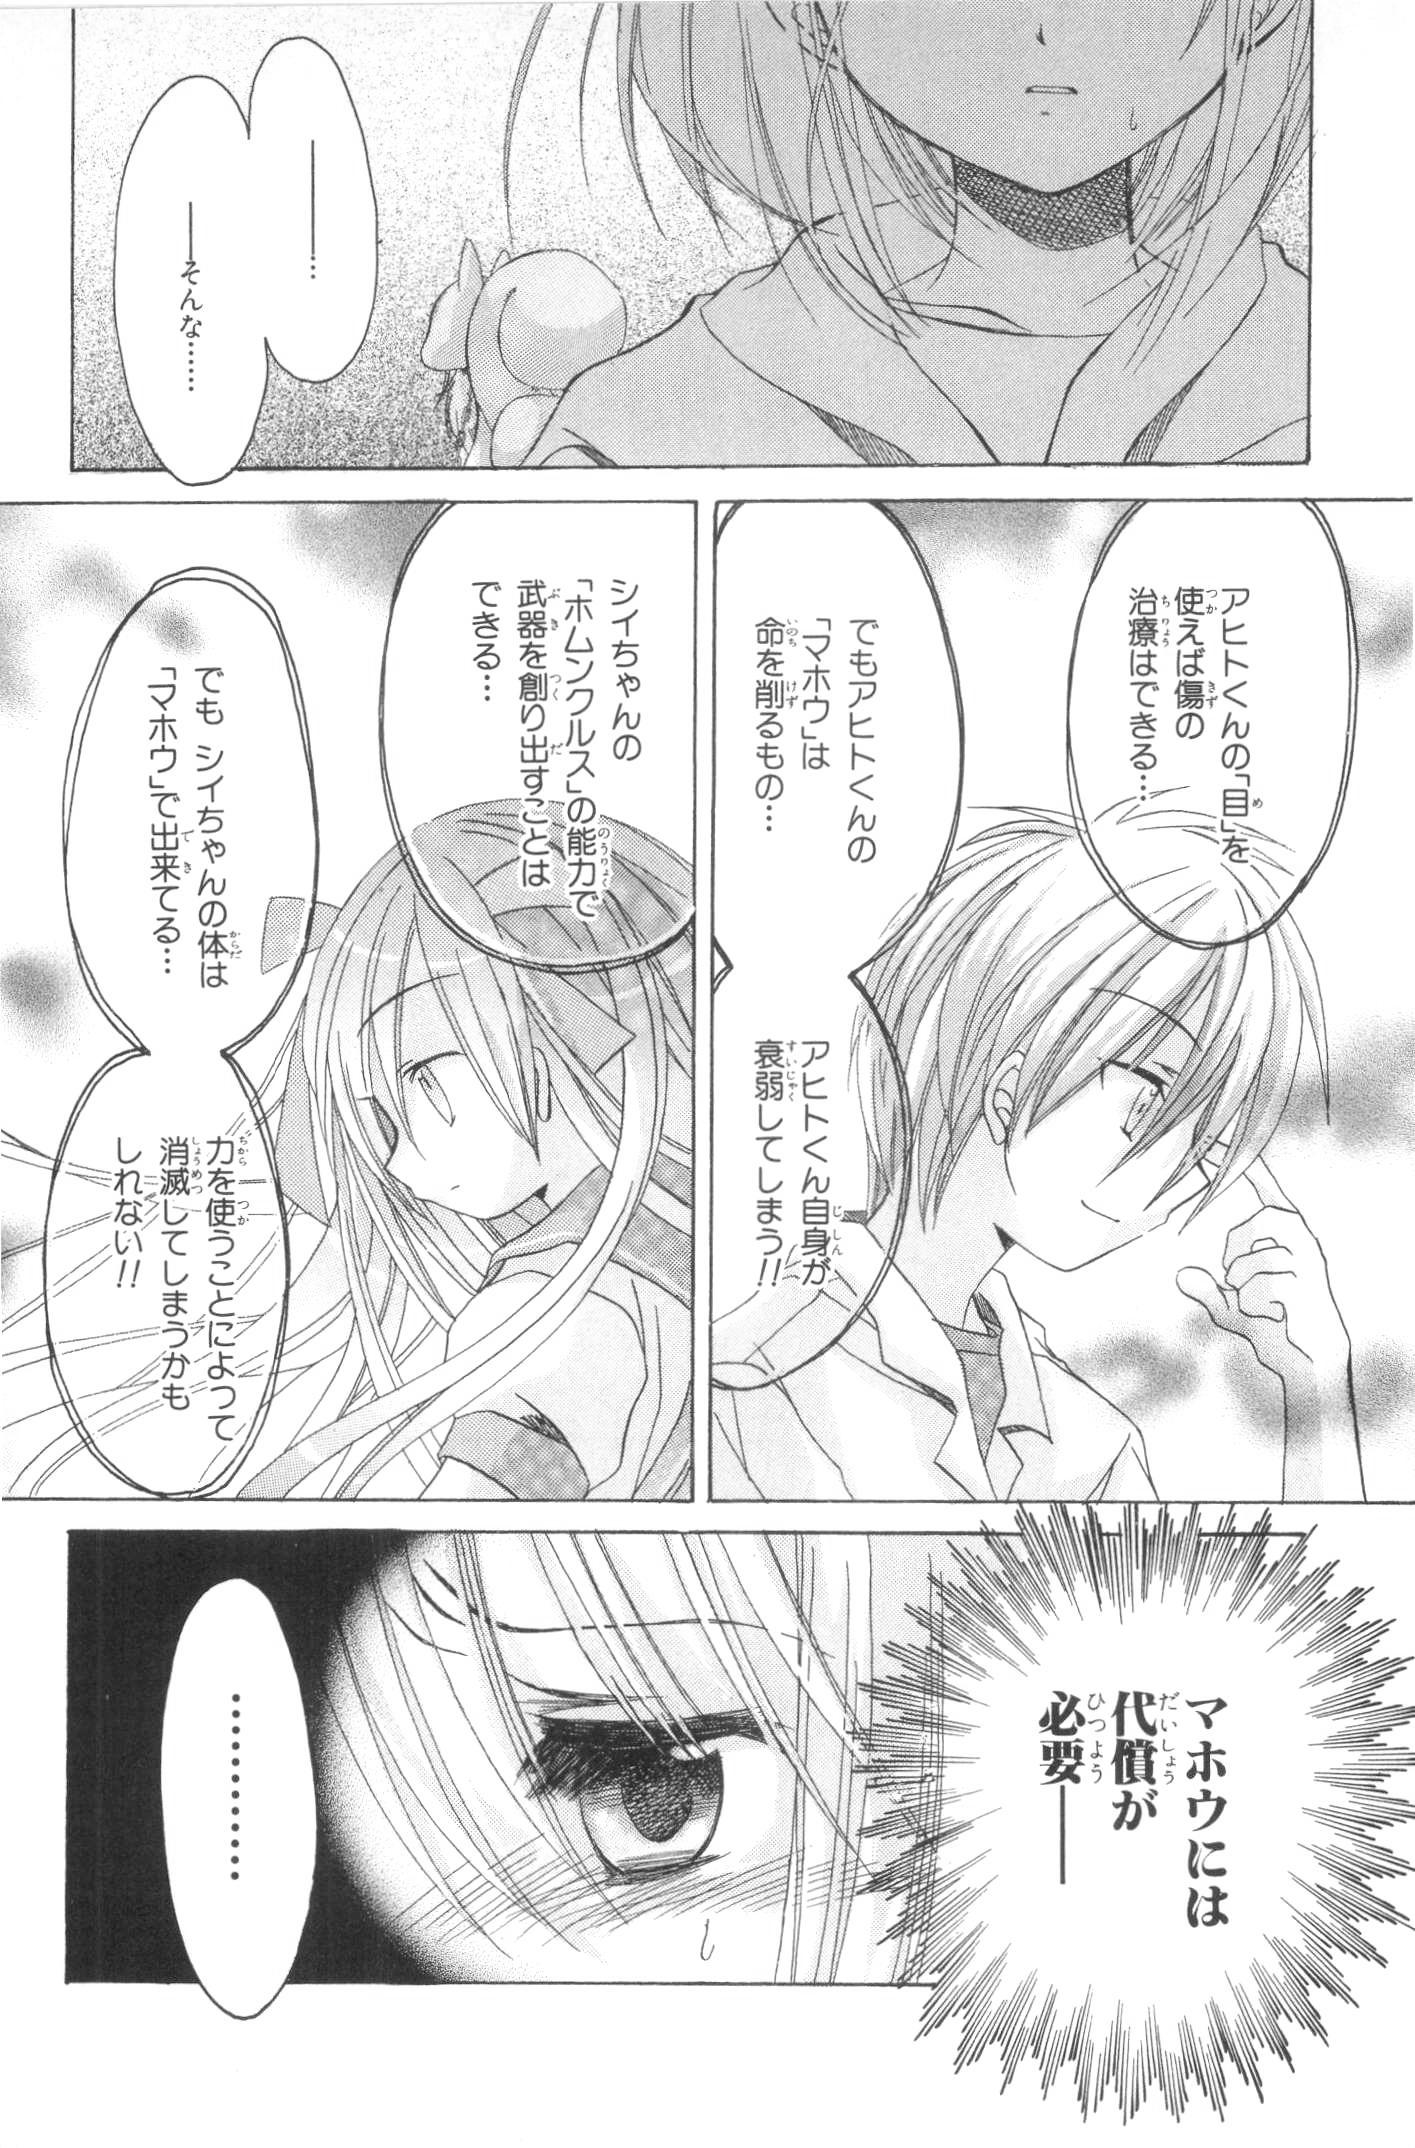 ――…
――そんな……
アヒトくんの「目」を
使えば傷の
治療はできる…
でもアヒトくんの
「マホウ」は
命を削るもの…
アヒトくん自身が
衰弱してしまう!!
シイちゃんの
「ホムンクルス」の能力で
武器を創り出すことは
できる…
でも シイちゃんの体は
「マホウ」で出来てる…
力を使うことによって
消滅してしまうかも
しれない!!
マホウには
代償が
必要――
…………